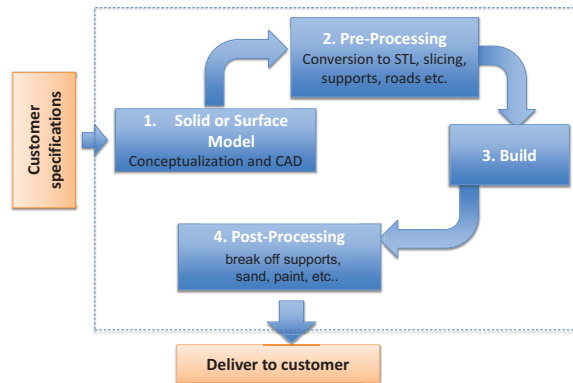 Customer
specifications
1. Solid or Surface
Model
Conceptualization and CAD
2. Pre-Processing
Conversion to STL, slicing,
supports, roads etc.
3. Build
4. Post-Processing
break off supports,
sand, paint, etc..
Deliver to customer